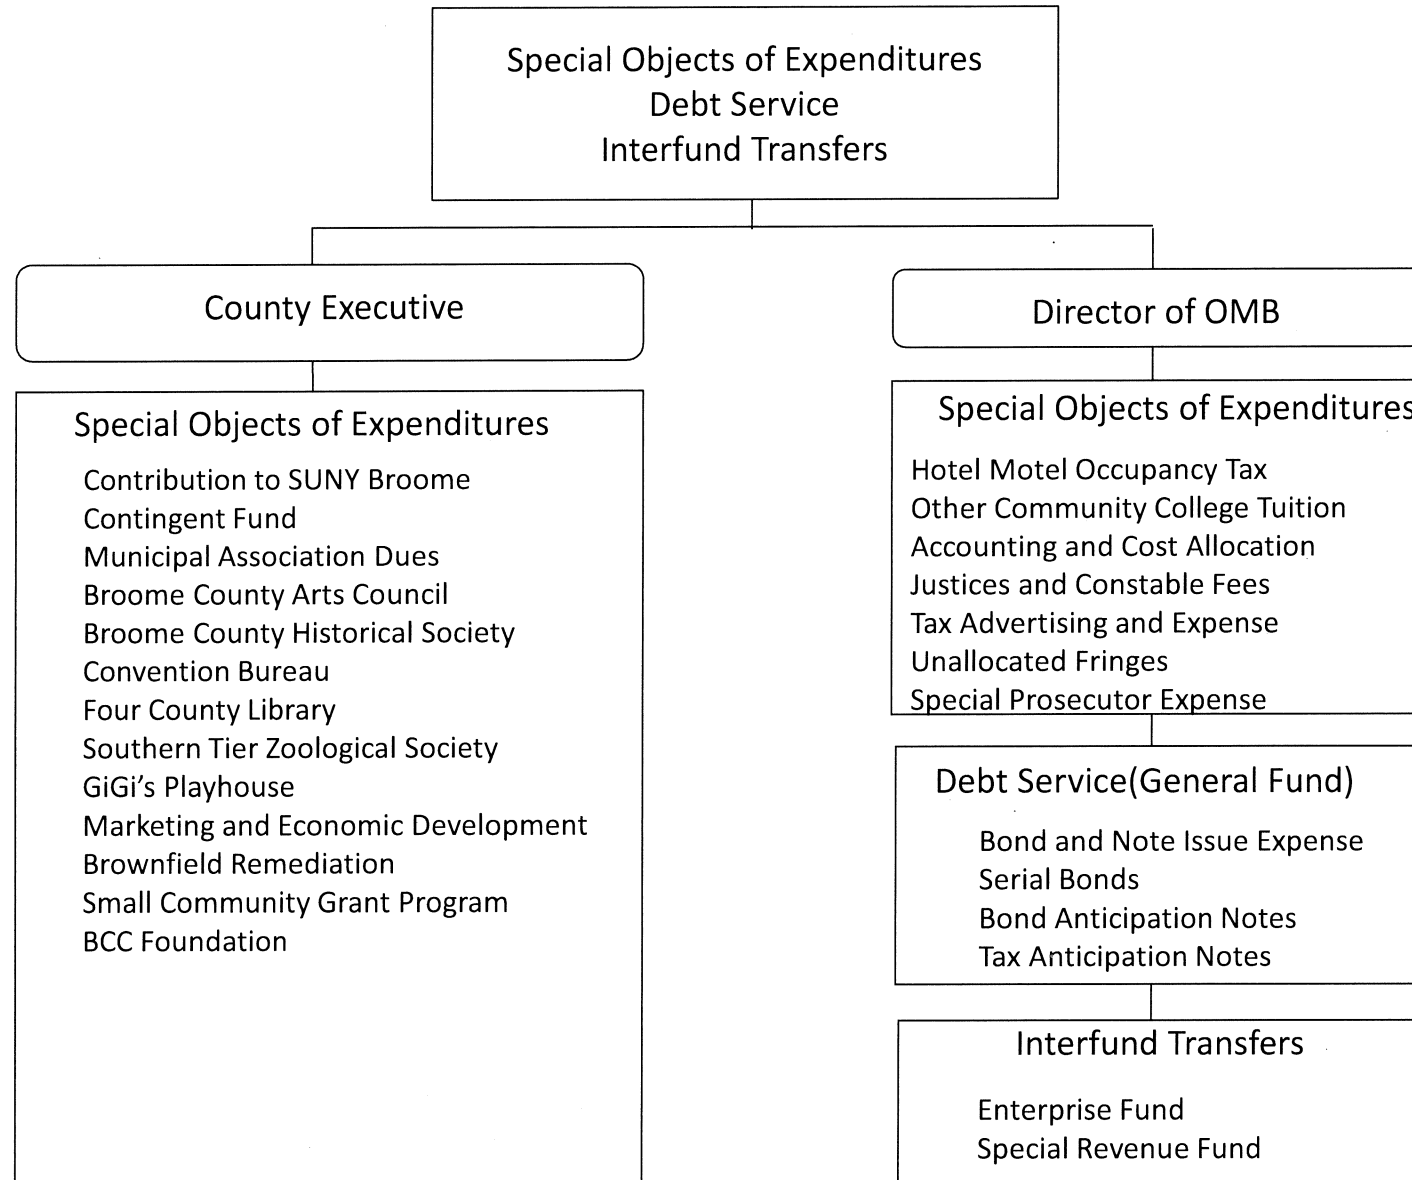 Special Objects of Expenditures
Debt Service
Interfund Transfers
County Executive
Special Objects of Expenditures
Contribution to SUNY Broome
Contingent Fund
Municipal Association Dues
Broome County Arts Council
Broome County Historical Society
Convention Bureau
Four County Library
Southern Tier Zoological Society
GiGi’s Playhouse
Marketing and Economic Development
Brownfield Remediation
Small Community Grant Program
BCC Foundation
Director of OMB
Special Objects of Expenditures
Hotel Motel Occupancy Tax
Other Community College Tuition
Accounting and Cost Allocation
Justices and Constable Fees
Tax Advertising and Expense
Unallocated Fringes
Special Prosecutor Expense
Debt Service(General Fund)
Bond and Note Issue Expense
Serial Bonds
Bond Anticipation Notes
Tax Anticipation Notes
Interfund Transfers
Enterprise Fund
Special Revenue Fund